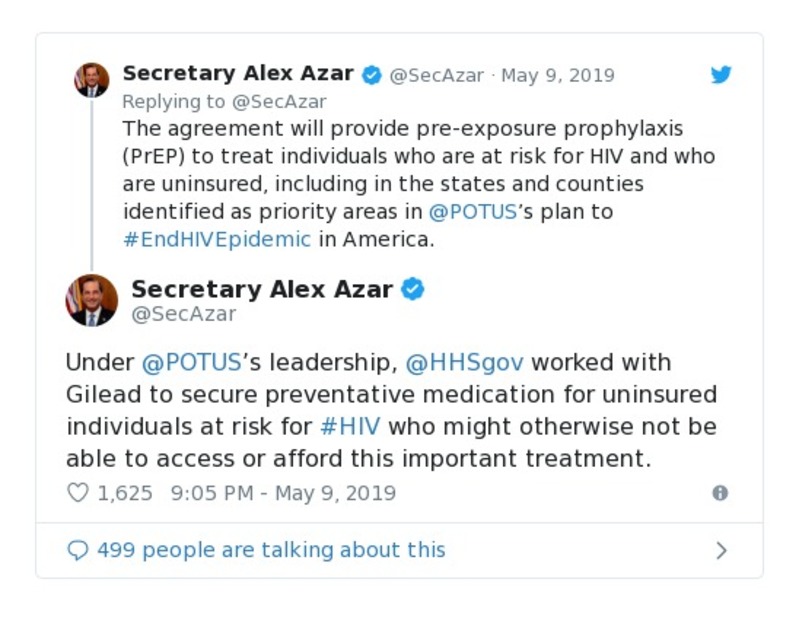 Secretary Alex Azar @SecAzar · May 9, 2019
Replying to @SecAzar
The agreement will provide pre-exposure prophylaxis
(PrEP) to treat individuals who are at risk for HIV and who
are uninsured, including in the states and counties
identified as priority areas in @POTUS’s plan to
#EndHIVEpidemic in America.
Secretary Alex Azar
@SecAzar
Under @POTUS’s leadership, @HHSgov worked with
Gilead to secure preventative medication for uninsured
individuals at risk for #HIV who might otherwise not be
able to access or afford this important treatment.
1,625 9:05 PM - May 9, 2019
499 people are talking about this